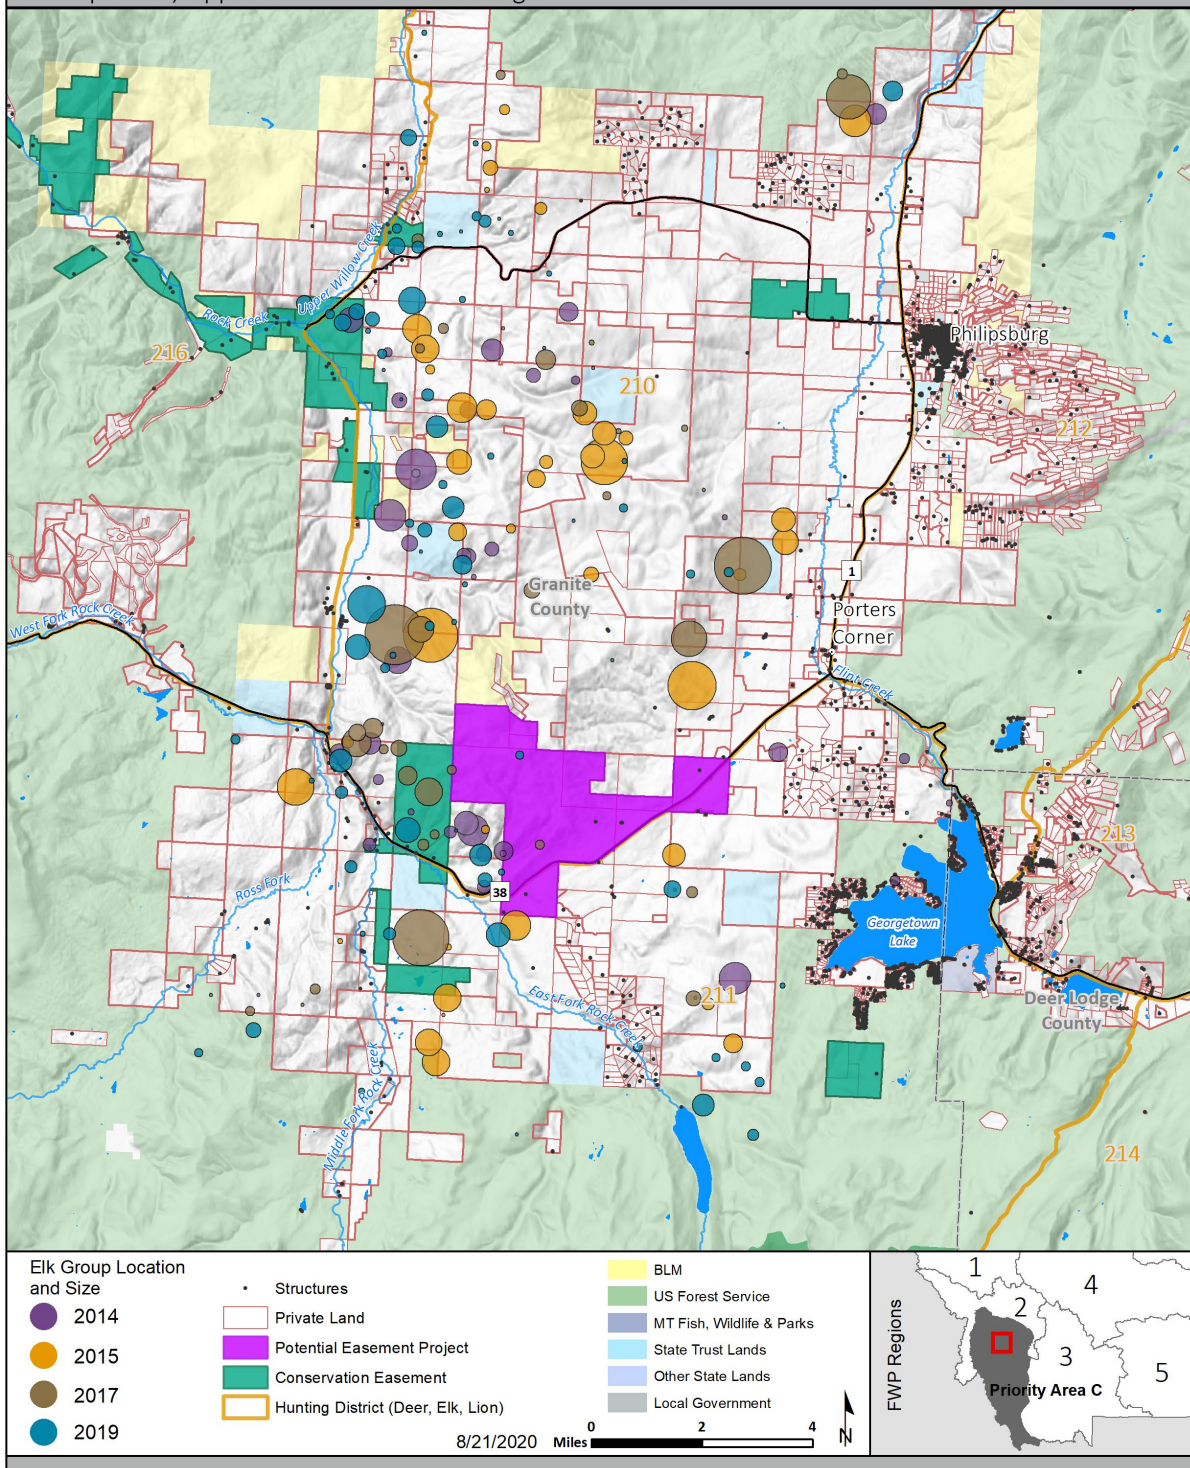 Philipsburg
Upper Willow Creek
Rock Creek
216
210
212
Granite
County
1
Porters
Corner
West Fork Rock Creek
Flint Creek
213
Ross Fork
38
Georgetown
Lake
211
East Fork Rock Creek
Deer Lodge
County
Middle Fork Rock Creek
214
Elk Group Location
and Size
2014
2015
2017
2019
Structures
Private Land
Potential Easement Project
Conservation Easement
Hunting District (Deer, Elk, Lion)
8/21/2020
BLM
US Forest Service
MT Fish, Wildlife & Parks
State Trust Lands
Other State Lands
Local Government
0 2 4
Miles
N
FWP Regions
1
2
4
3
5
Priority Area C